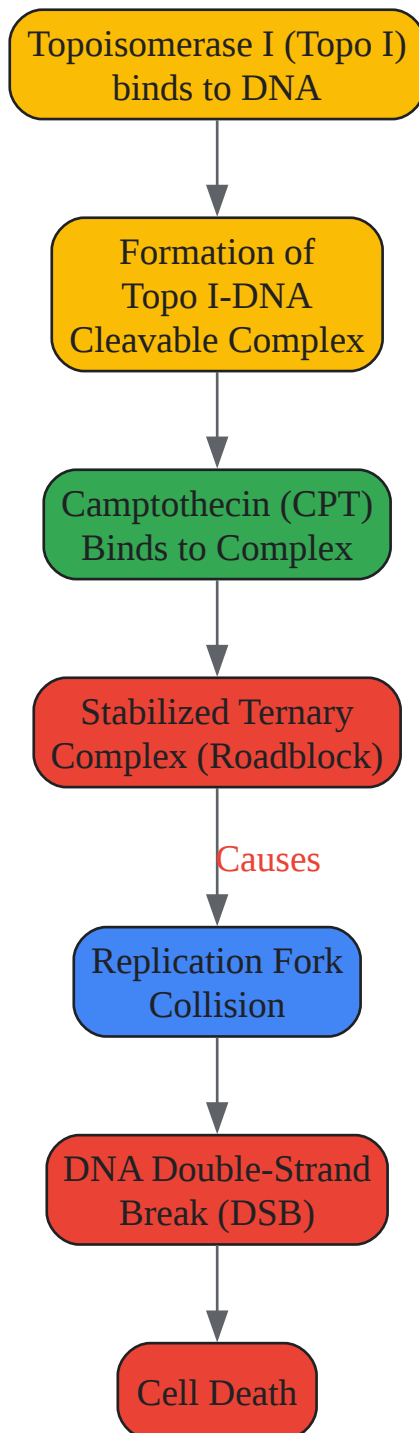 Topoisomerase I (Topo I)
binds to DNA
Formation of
Topo I-DNA
Cleavable Complex
Camptothecin (CPT)
Binds to Complex
Stabilized Ternary
Complex (Roadblock)
Causes
Replication Fork
Collision
DNA Double-Strand
Break (DSB)
Cell Death